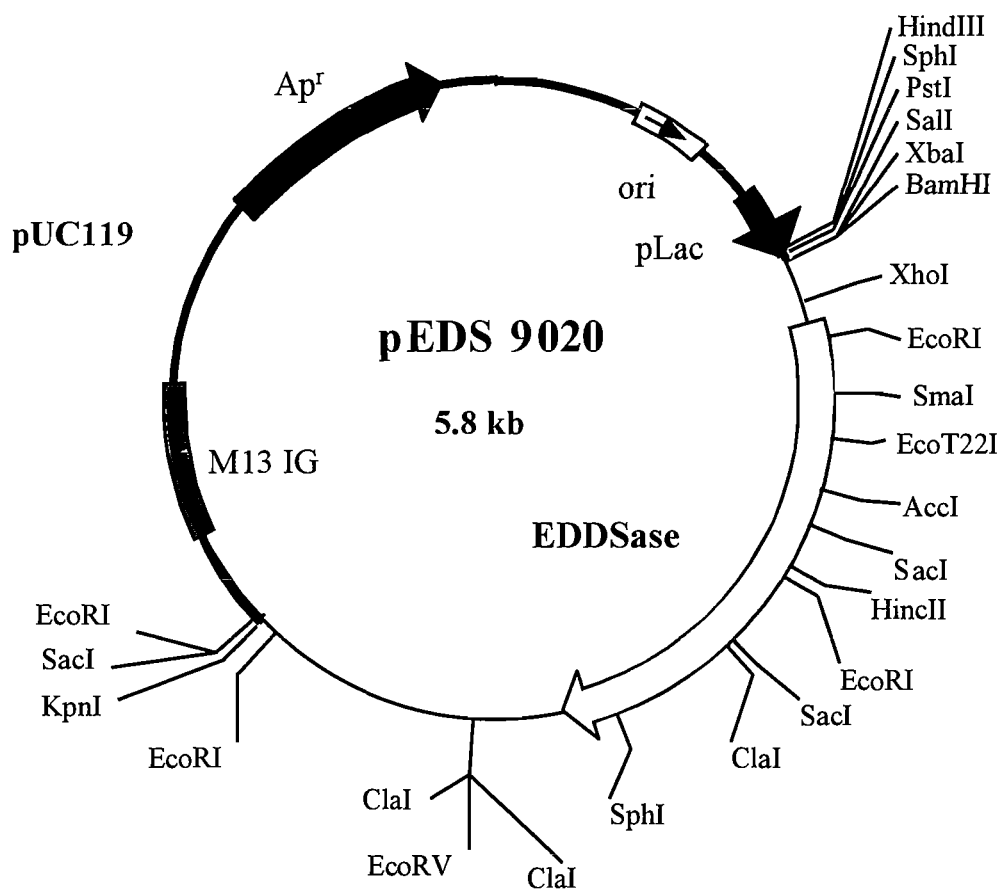 HindIII
SphI
PstI
SalI
XbaI
BamHI
Apʳ
ori
pUC119
pLac
XhoI
pEDS 9020
EcoRI
SmaI
5.8 kb
EcoT22I
M13 IG
AccI
EDDSase
SacI
HincII
EcoRI
SacI
EcoRI
KpnI
SacI
EcoRI
ClaI
ClaI
SphI
EcoRV
ClaI